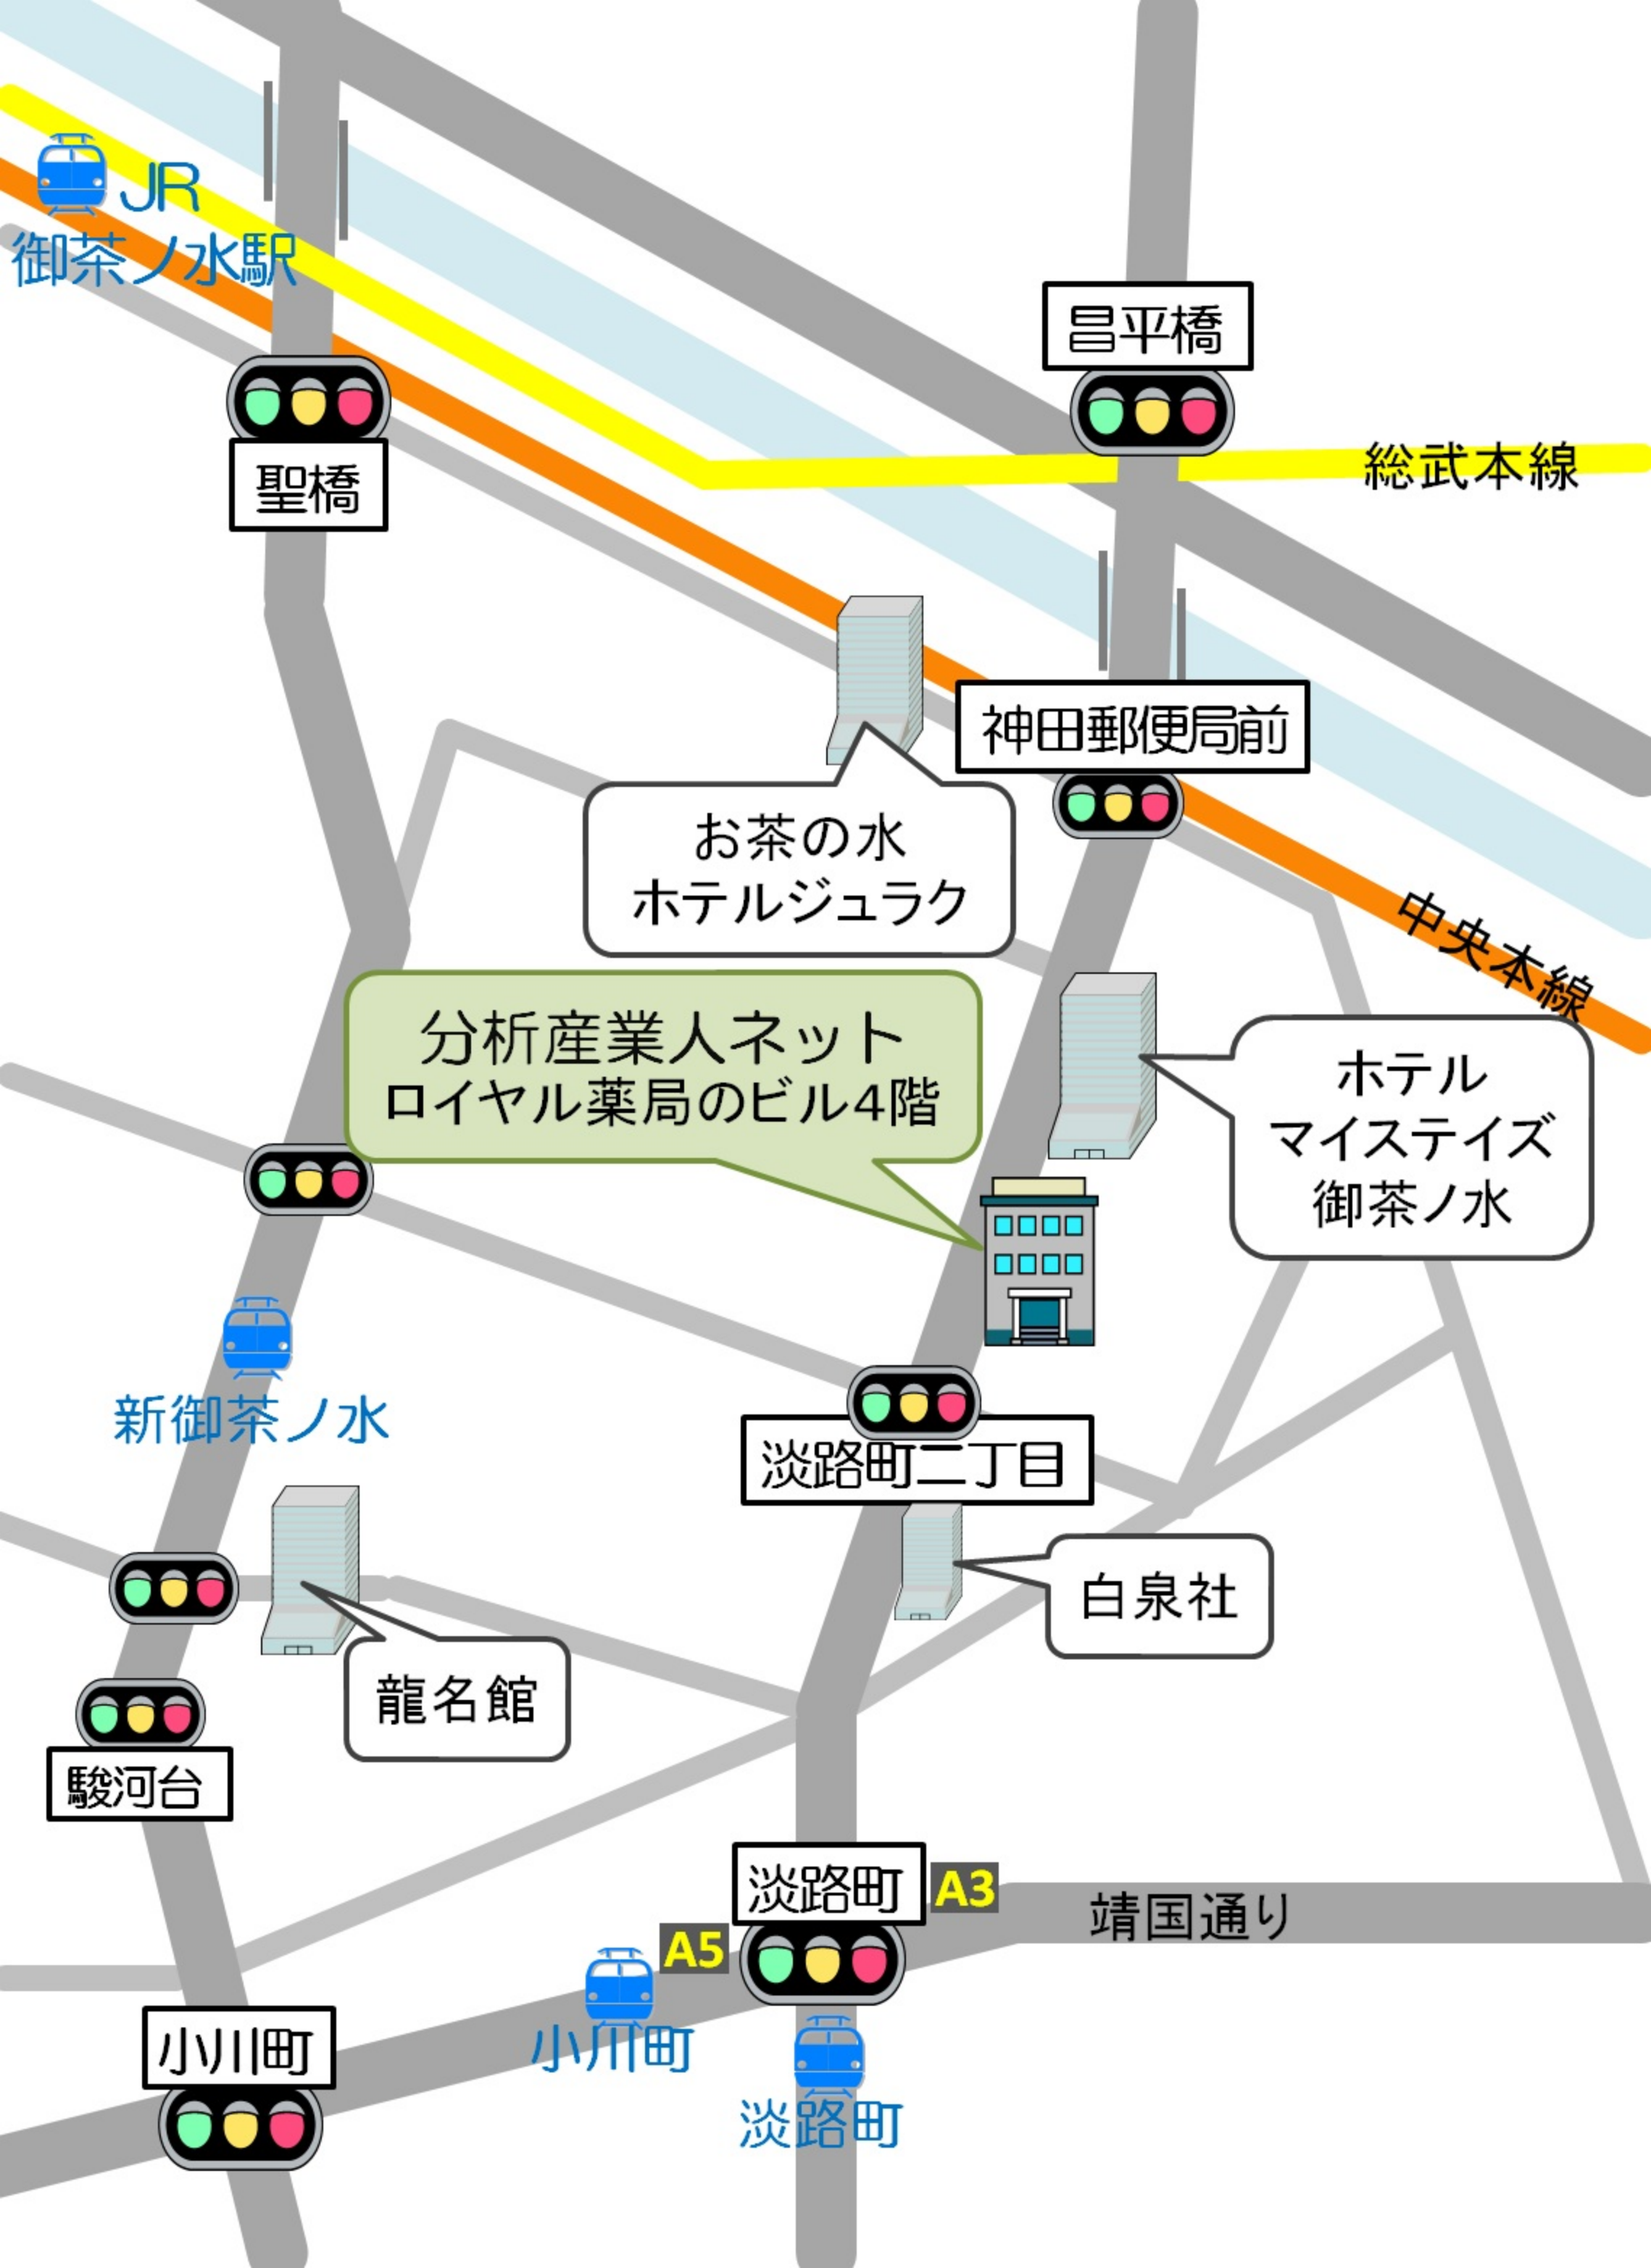 JR
御茶ノ水駅
昌平橋
総武本線
聖橋
神田郵便局前
お茶の水
ホテルジュラク
中央本線
分析産業人ネット
ロイヤル薬局のビル4階
ホテル
マイステイズ
御茶ノ水
新御茶ノ水
淡路町二丁目
白泉社
龍名館
駿河台
淡路町
A3
靖国通り
A5
小川町
小川町
淡路町